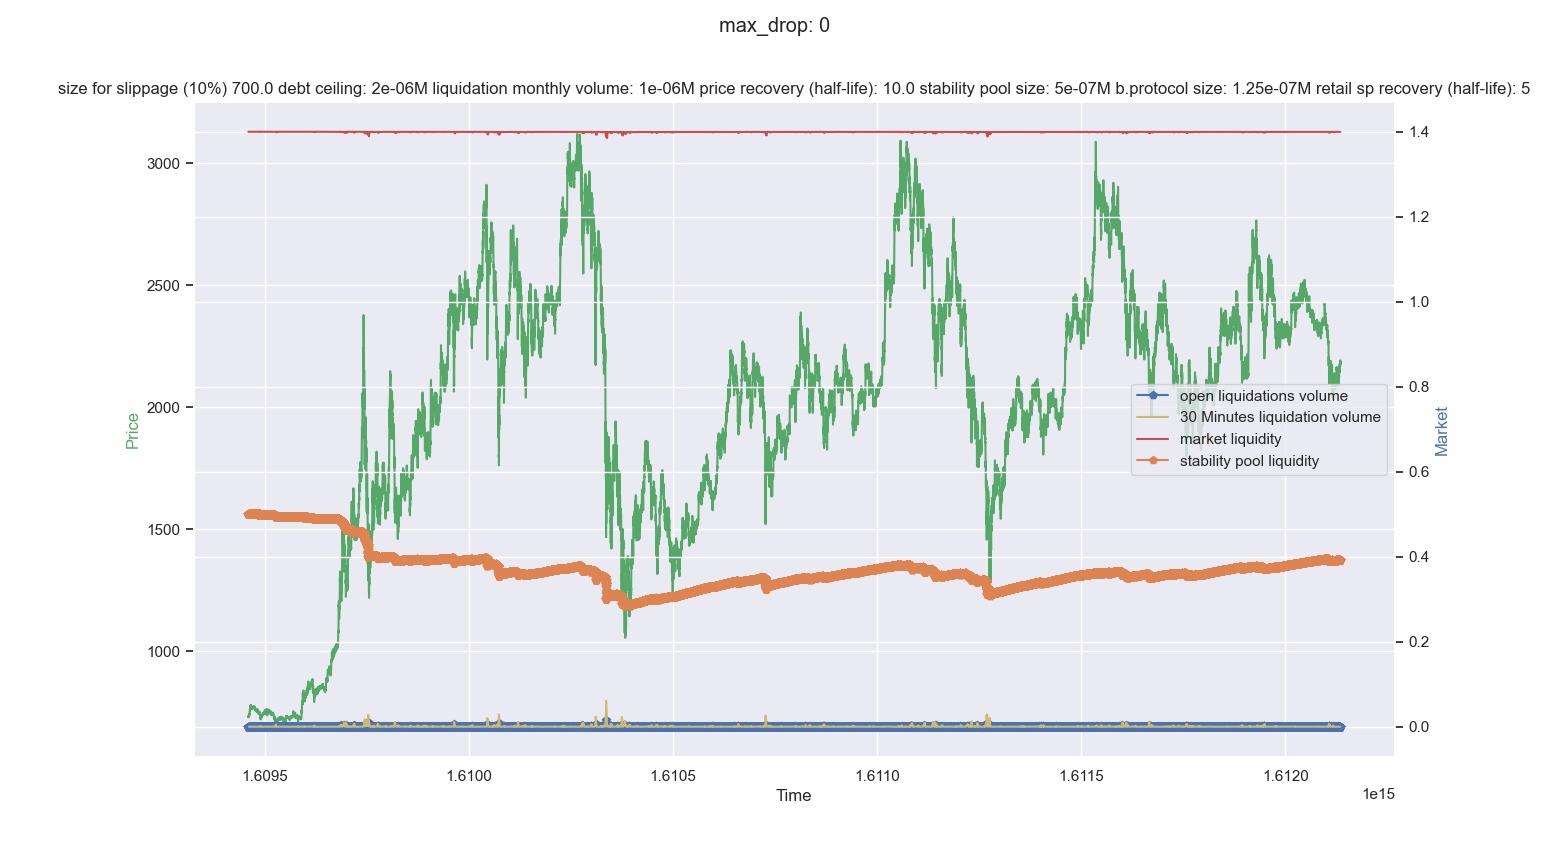 max_drop: 0
size for slippage (10%) 700.0 debt ceiling: 2e-06M liquidation monthly volume: 1e-06M price recovery (half-life): 10.0 stability pool size: 5e-07M b.protocol size: 1.25e-07M retail sp recovery (half-life): 5
3000
2500
2000
1500
1000
Price
1.4
1.2
1.0
0.8
0.6
0.4
0.2
0.0
Market
open liquidations volume
30 Minutes liquidation volume
market liquidity
stability pool liquidity
1.6095 1.6100 1.6105 1.6110 1.6115 1.6120
1e15
Time